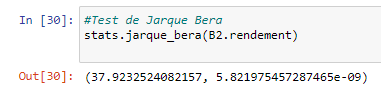 In [30]: #Test de Jarque Bera
stats.jarque_bera(B2.rendement)
Out[30]: (37.9232524082157, 5.821975457287465e-09)